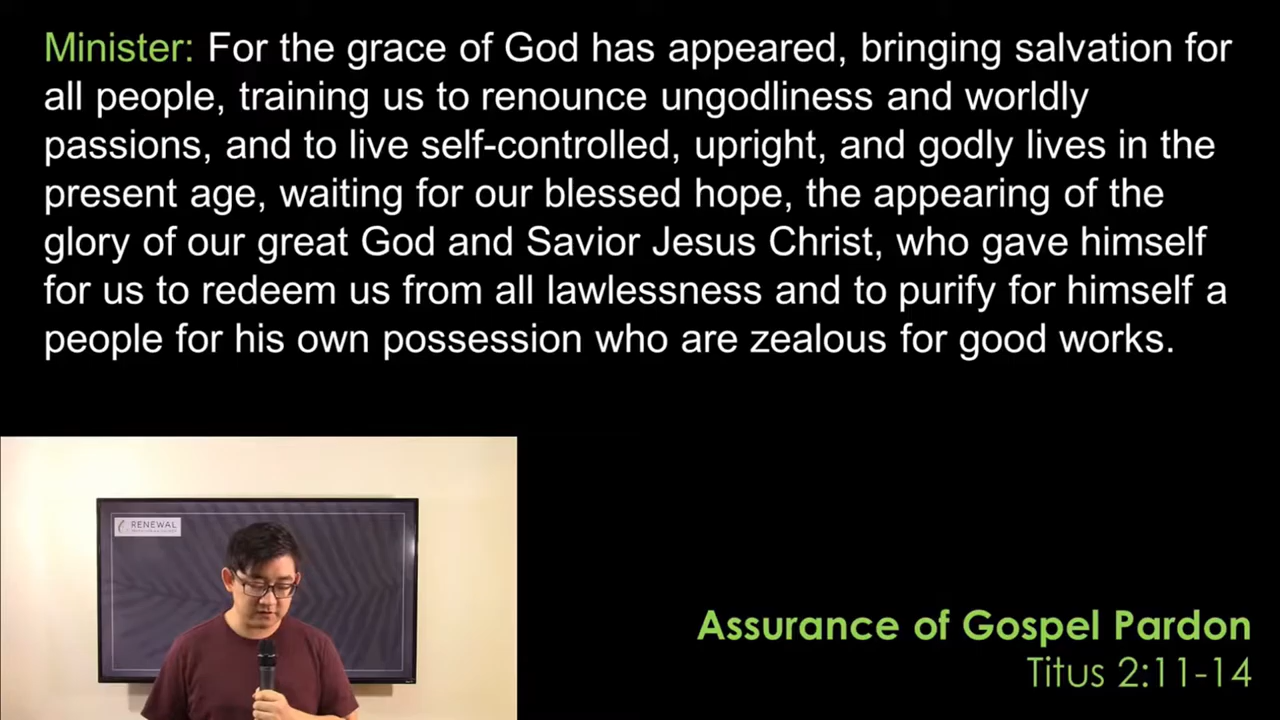 Minister: For the grace of God has appeared, bringing salvation for
all people, training us to renounce ungodliness and worldly
passions, and to live self-controlled, upright, and godly lives in the
present age, waiting for our blessed hope, the appearing of the
glory of our great God and Savior Jesus Christ, who gave himself
for us to redeem us from all lawlessness and to purify for himself a
people for his own possession who are zealous for good works.
RENEWAL
Assurance of Gospel Pardon
Titus 2:11-14